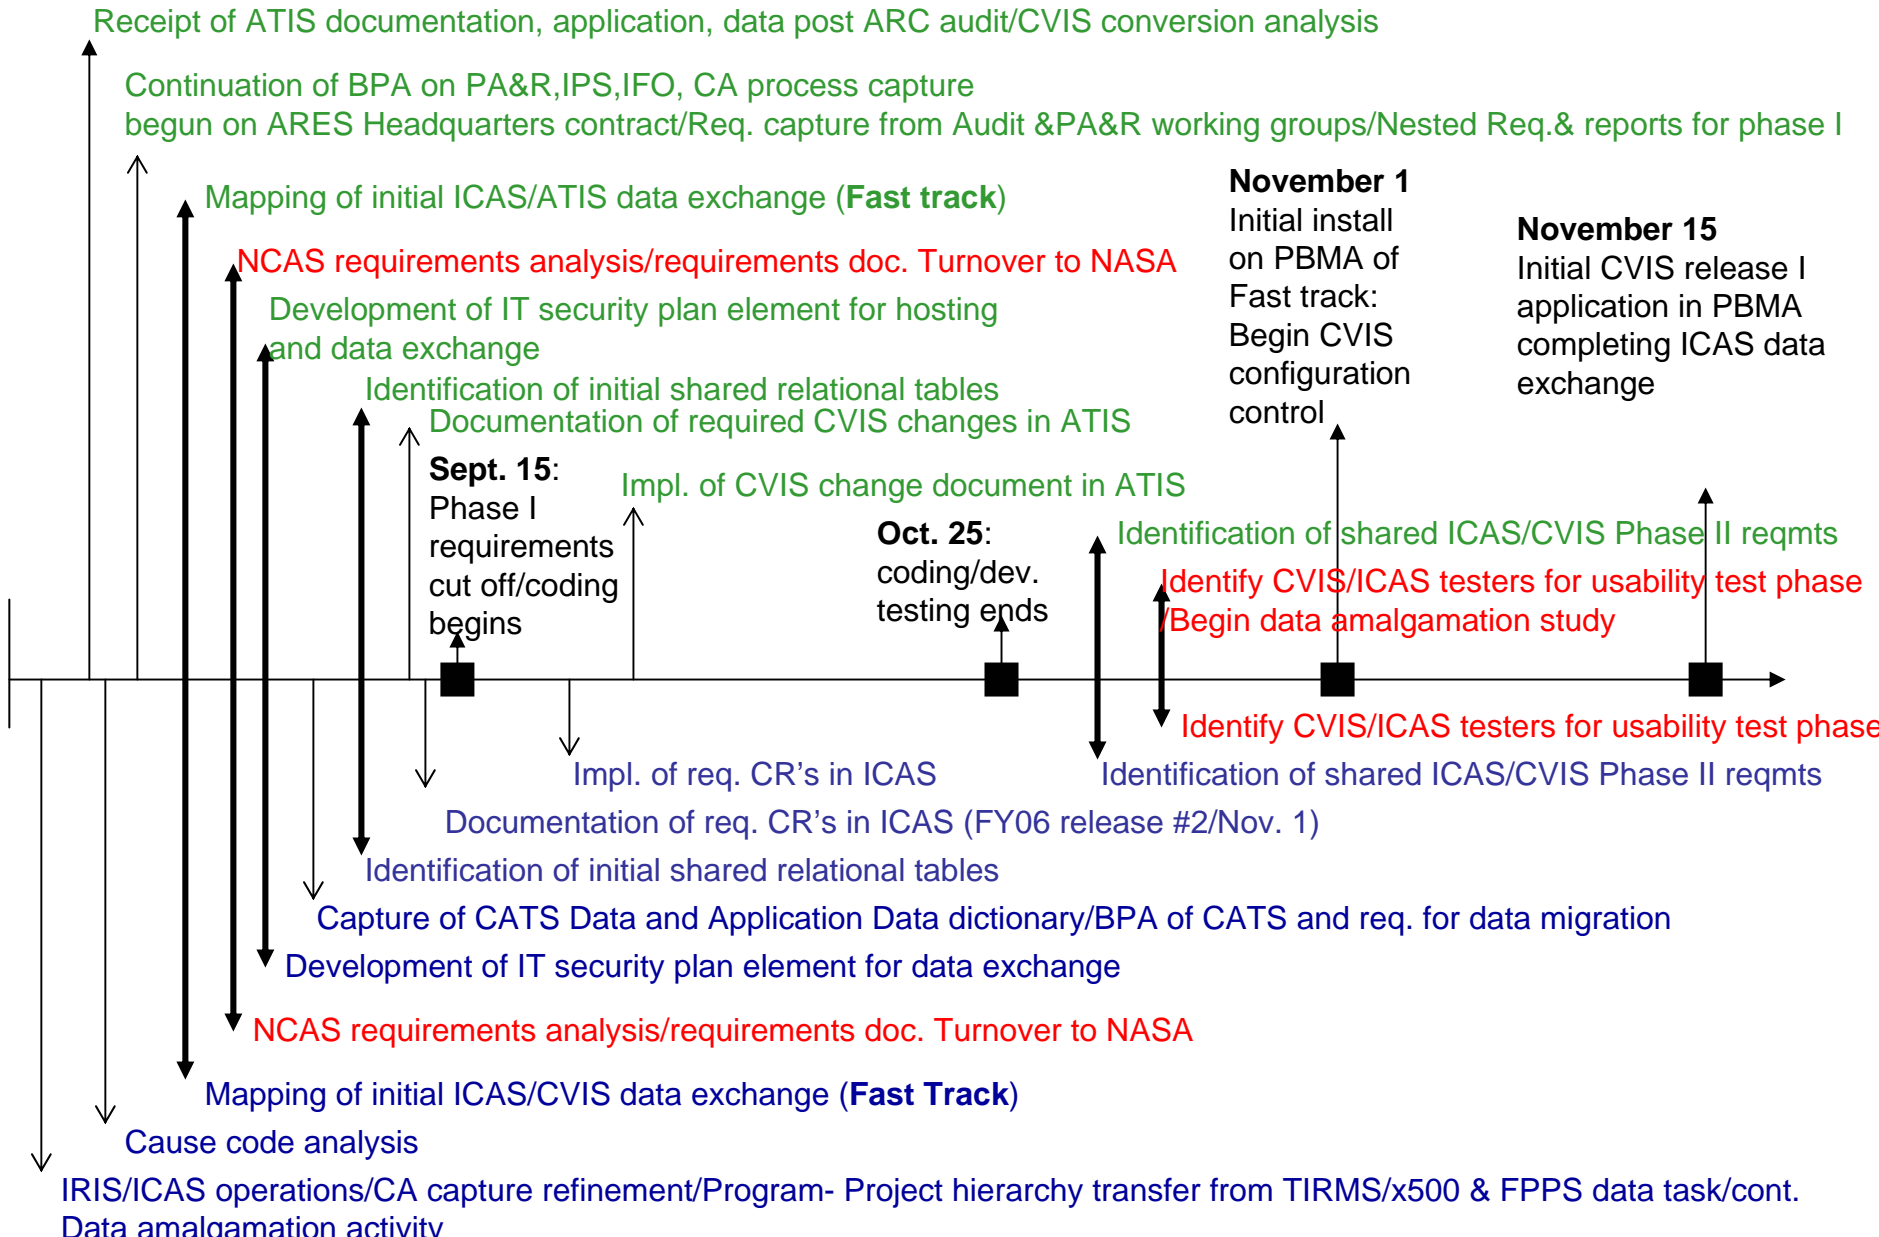 Receipt of ATIS documentation, application, data post ARC audit/CVIS conversion analysis
Continuation of BPA on PA&R,IPS,IFO, CA process capture
begun on ARES Headquarters contract/Req. capture from Audit &PA&R working groups/Nested Req.& reports for phase I
Mapping of initial ICAS/ATIS data exchange (Fast track)
NCAS requirements analysis/requirements doc. Turnover to NASA
Development of IT security plan element for hosting
and data exchange
Identification of initial shared relational tables
Documentation of required CVIS changes in ATIS
November 1
Initial install
on PBMA of
Fast track:
Begin CVIS
configuration
control
November 15
Initial CVIS release I
application in PBMA
completing ICAS data
exchange
Sept. 15:
Phase I
requirements
cut off/coding
begins
Impl. of CVIS change document in ATIS
Oct. 25:
coding/dev.
testing ends
Identification of shared ICAS/CVIS Phase II reqmts
Identify CVIS/ICAS testers for usability test phase
/Begin data amalgamation study
Identify CVIS/ICAS testers for usability test phase
Impl. of req. CR's in ICAS
Identification of shared ICAS/CVIS Phase II reqmts
Documentation of req. CR's in ICAS (FY06 release #2/Nov. 1)
Identification of initial shared relational tables
Capture of CATS Data and Application Data dictionary/BPA of CATS and req. for data migration
Development of IT security plan element for data exchange
NCAS requirements analysis/requirements doc. Turnover to NASA
Mapping of initial ICAS/CVIS data exchange (Fast Track)
Cause code analysis
IRIS/ICAS operations/CA capture refinement/Program- Project hierarchy transfer from TIRMS/x500 & FPPS data task/cont.
Data amalgamation activity